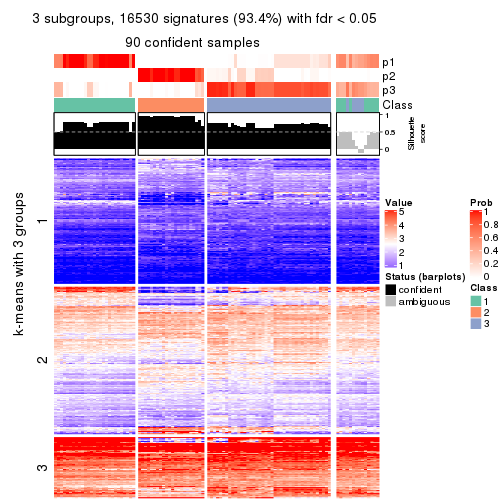 3 subgroups, 16530 signatures (93.4%) with fdr < 0.05
90 confident samples
p1
p2
p3
Class
1
0.5
0
Silhouette
score
k-means with 3 groups
1
2
3
Value
5
4
3
2
1
Status (barplots)
confident
ambiguous
Prob
1
0.8
0.6
0.4
0.2
0
Class
1
2
3